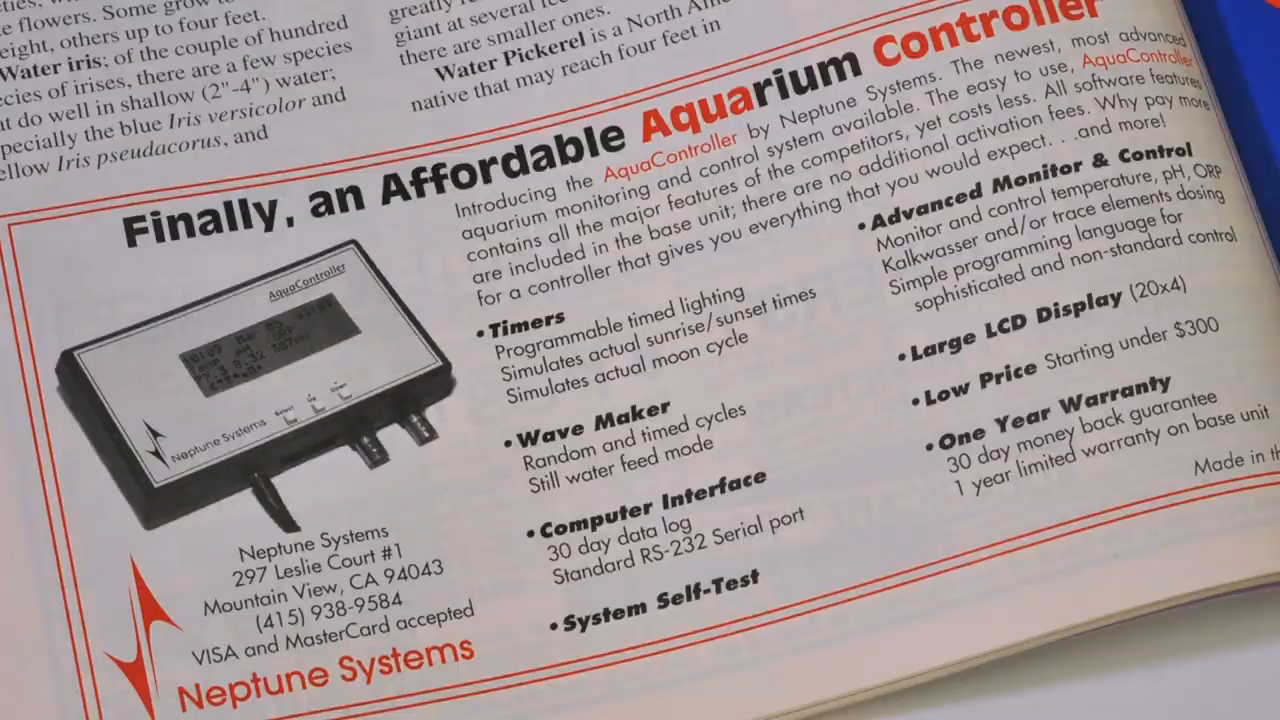 e flowers. Some grow
eight, others up to four feet.
Water iris; of the couple of hundred
ecies of irises, there are a few species
at do well in shallow (2"-4") water;
pecially the blue Iris versicolor and
ellow Iris pseudacorus, and
greatly
giant at several
there are smaller ones.
Water Pickerel is a North
native that may reach four feet in
Finally, an Affordable Aquarium Controller
Introducing the AquaController by Neptune Systems. The newest, most advanced
aquarium monitoring and control system available. The easy to use, AquaController
contains all the major features of the competitors, yet costs less. All software features
are included in the base unit; there are no additional activation fees. Why pay more
for a controller that gives you everything that you would expect. . .and more!
AquaController
Neptune Systems
Select
Up
Down
Neptune Systems
297 Leslie Court #1
Mountain View, CA 94043
(415) 938-9584
VISA and MasterCard accepted
Neptune Systems
•Timers
Programmable timed lighting
Simulates actual sunrise/sunset times
Simulates actual moon cycle
•Wave Maker
Random and timed cycles
Still water feed mode
•Computer Interface
30 day data log
Standard RS-232 Serial port
•System Self-Test
•Advanced Monitor & Control
Monitor and control temperature, pH, ORP
Kalkwasser and/or trace elements dosing
Simple programming language for
sophisticated and non-standard control
•Large LCD Display (20x4)
•Low Price Starting under $300
•One Year Warranty
30 day money back guarantee
1 year limited warranty on base unit
Made in th